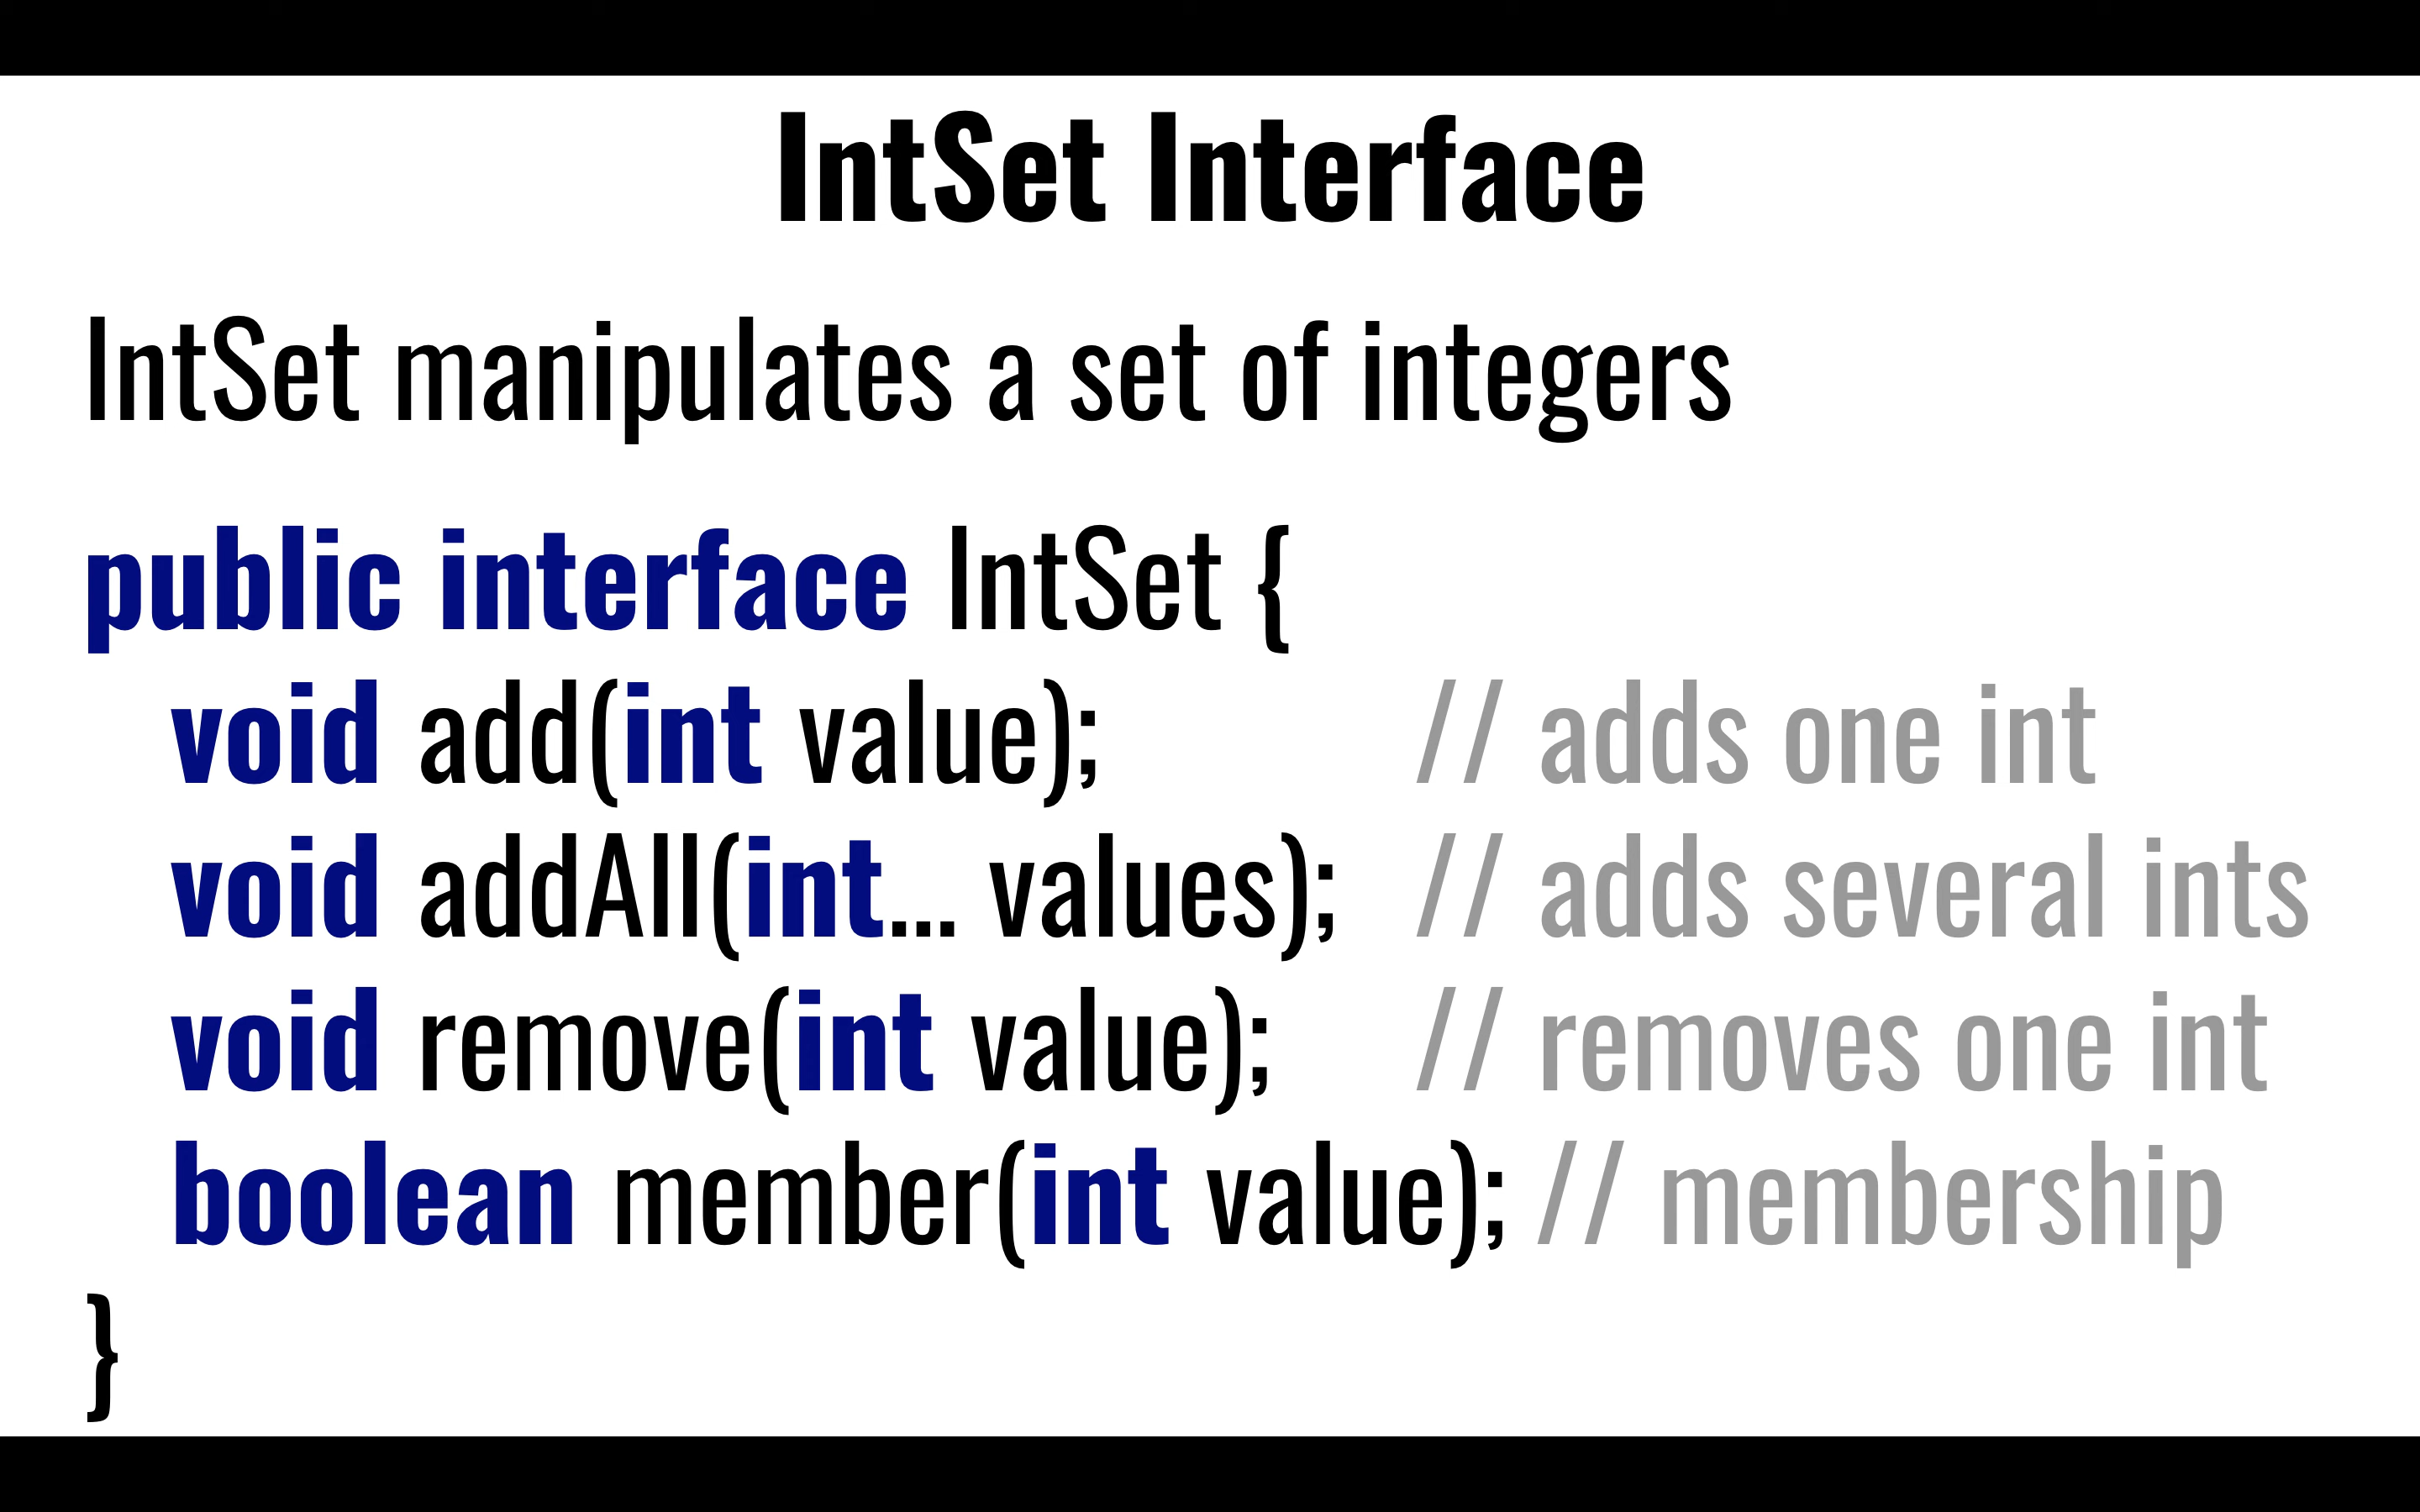 IntSet Interface
IntSet manipulates a set of integers
public interface IntSet {
void add(int value); // adds one int
void addAll(int... values); // adds several ints
void remove(int value); // removes one int
boolean member(int value); // membership
}